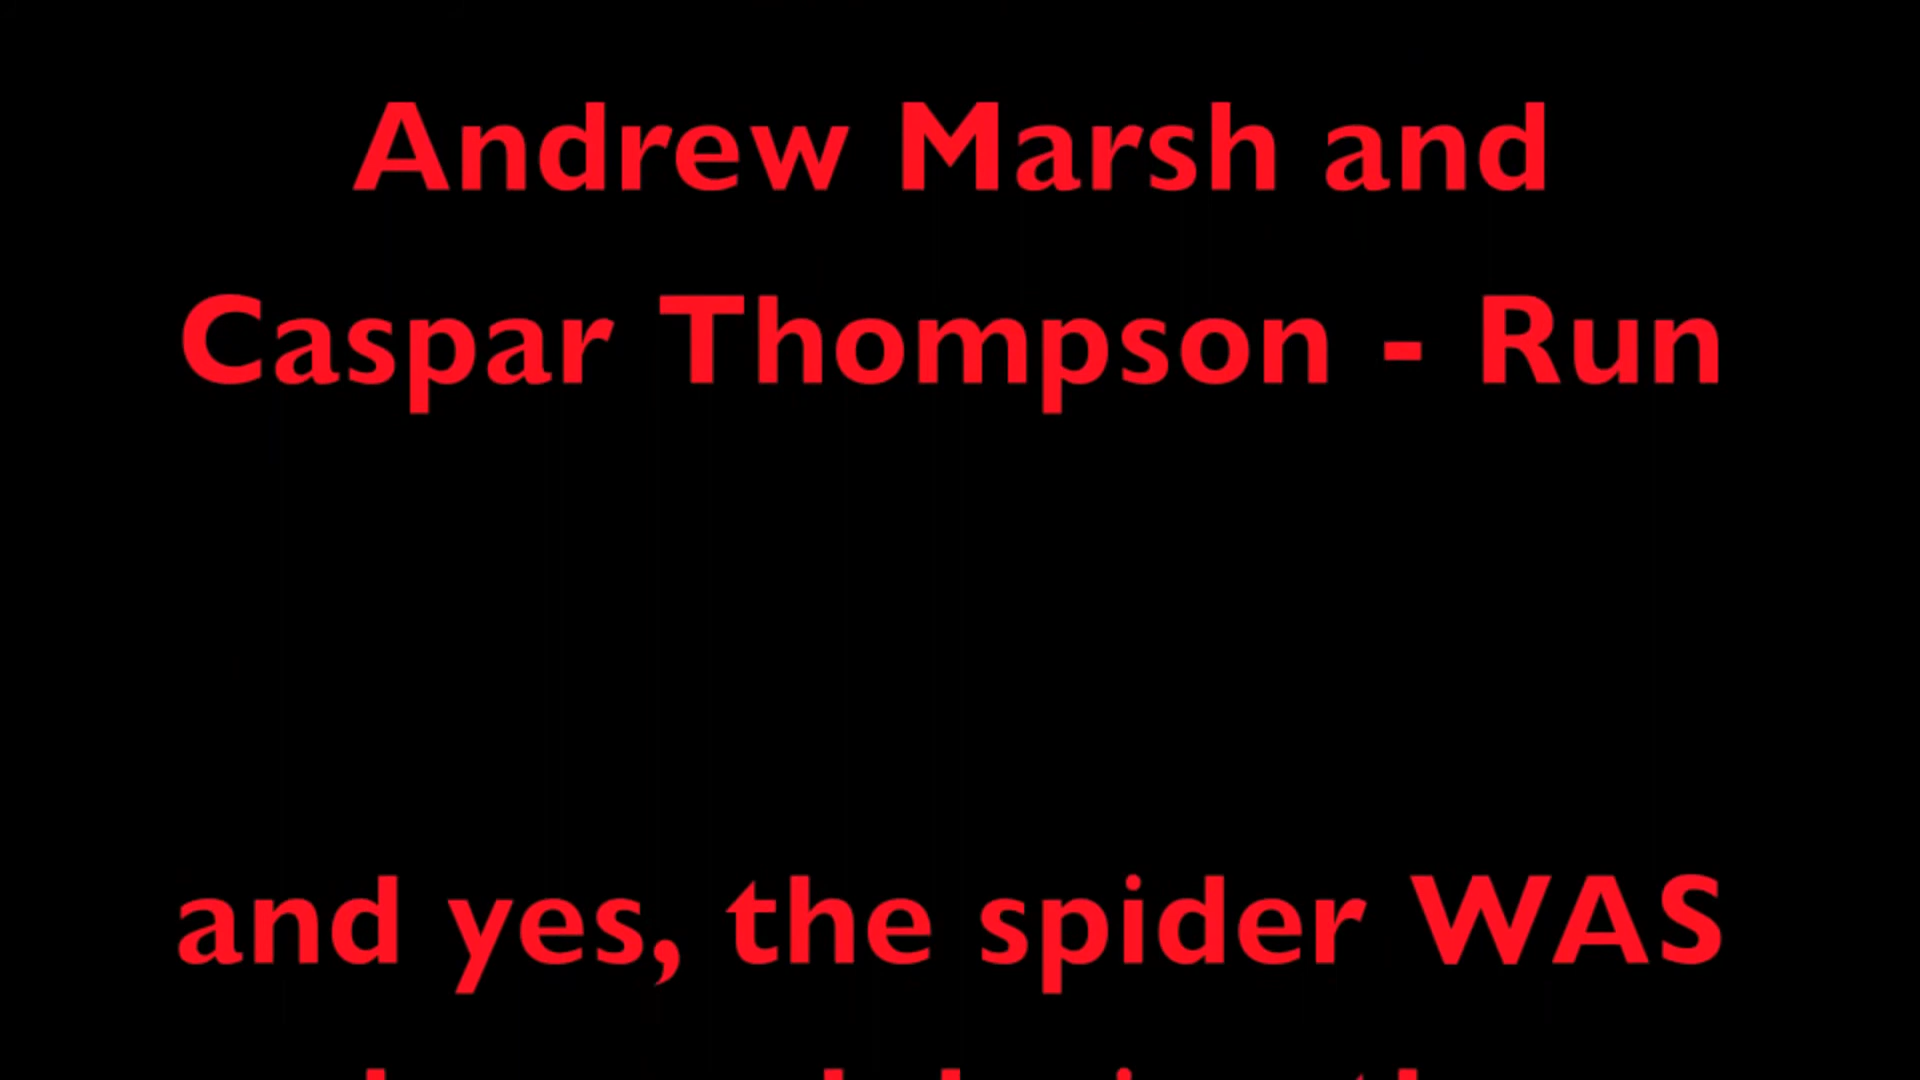 Andrew Marsh and
Caspar Thompson - Run
and yes, the spider WAS